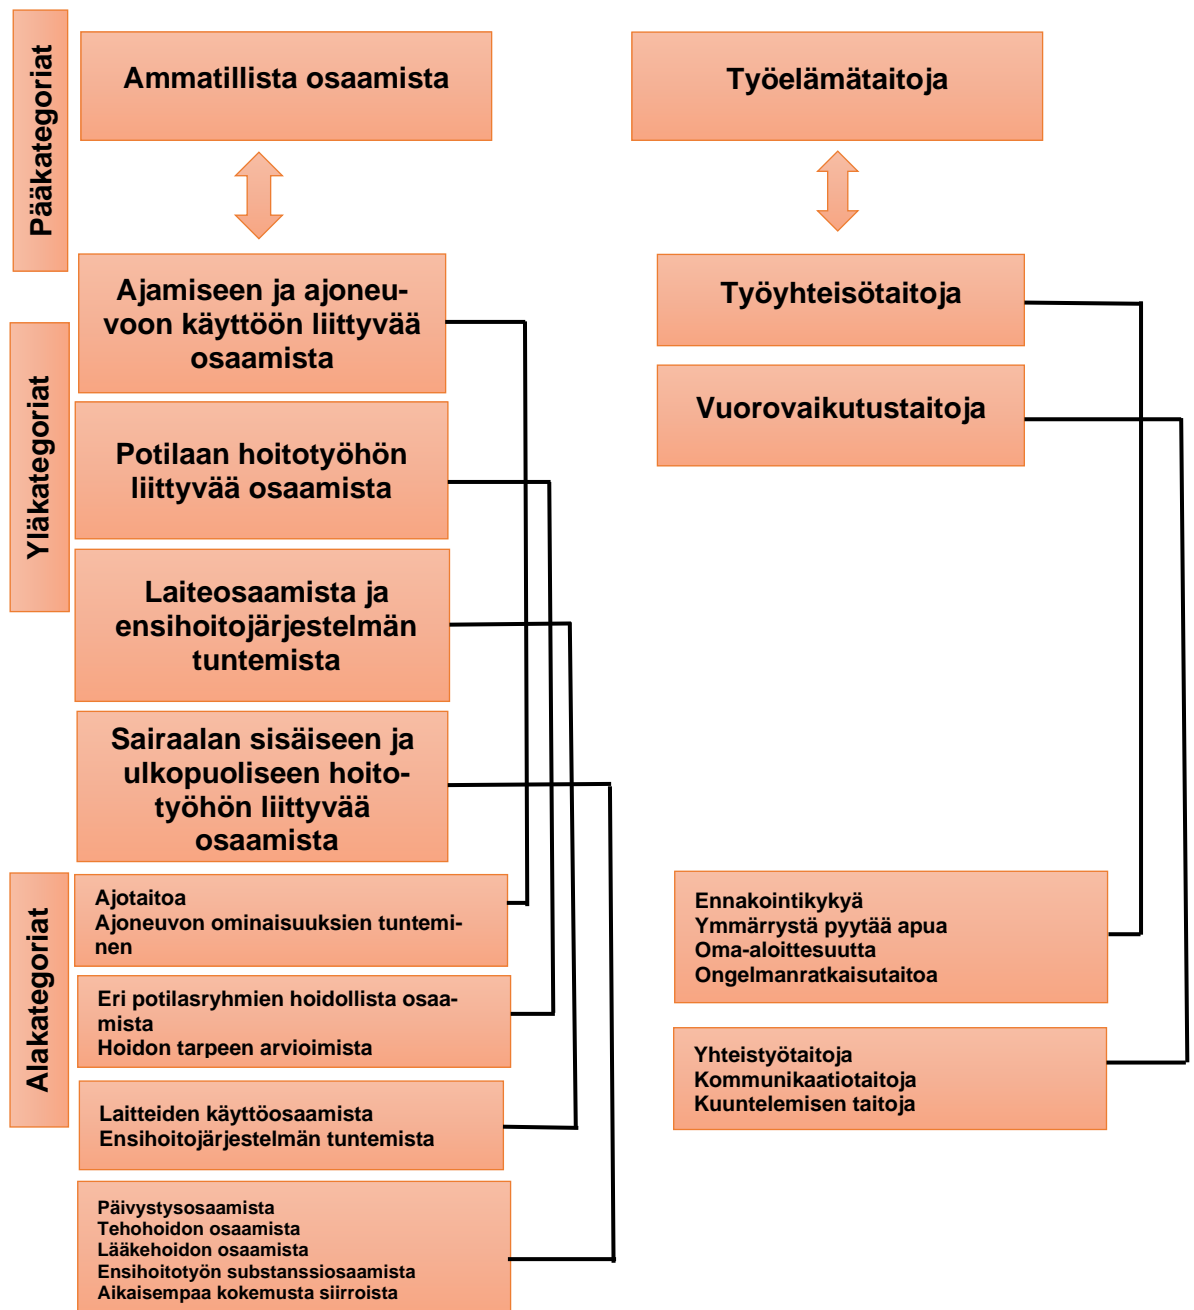 Pääkategoriat
Ammatillista osaamista
Työelämätaitoja
Yläkategoriat
Ajamiseen ja ajoneu-
voon käyttöön liittyvää
osaamista
Potilaan hoitotyöhön
liittyvää osaamista
Laiteosaamista ja
ensihoitojärjestelmän
tuntemista
Sairaalan sisäiseen ja
ulkopuoliseen hoito-
työhön liittyvää
osaamista
Työyhteisötaitoja
Vuorovaikutustaitoja
Alakategoriat
Ajotaitoa
Ajoneuvon ominaisuuksien tuntemi-
nen
Eri potilasryhmien hoidollista osaa-
mista
Hoidon tarpeen arvioimista
Laitteiden käyttöosaamista
Ensihoitojärjestelmän tuntemista
Päivystysosaamista
Tehohoidon osaamista
Lääkehoidon osaamista
Ensihoitotyön substanssiosaamista
Aikaisempaa kokemusta siirroista
Ennakointikykyä
Ymmärrystä pyytää apua
Oma-aloittesuutta
Ongelmanratkaisutaitoa
Yhteistyötaitoja
Kommunikaatiotaitoja
Kuuntelemisen taitoja